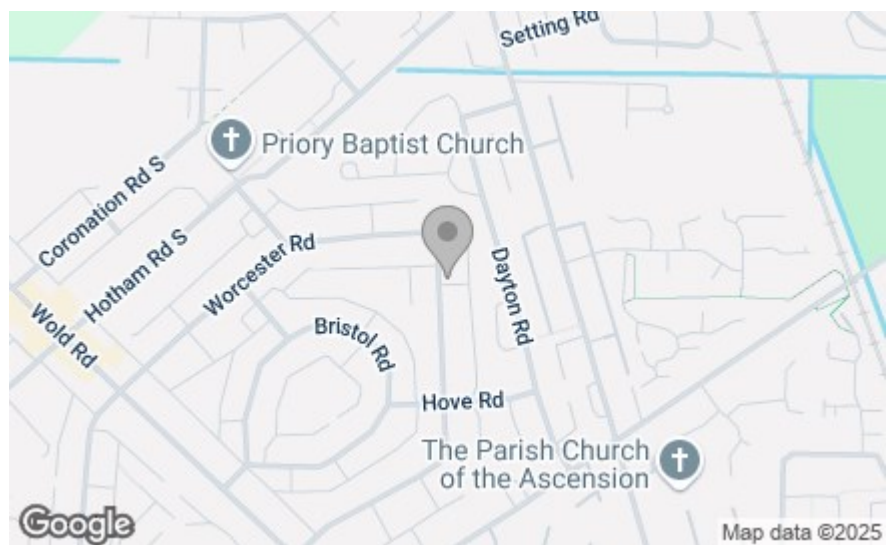 Setting Rd
Priory Baptist Church
Coronation Rd S
Hotham Rd S
Worcester Rd
Dayton Rd
Wold Rd
Bristol Rd
Hove Rd
The Parish Church
of the Ascension
Google
Map data ©2025